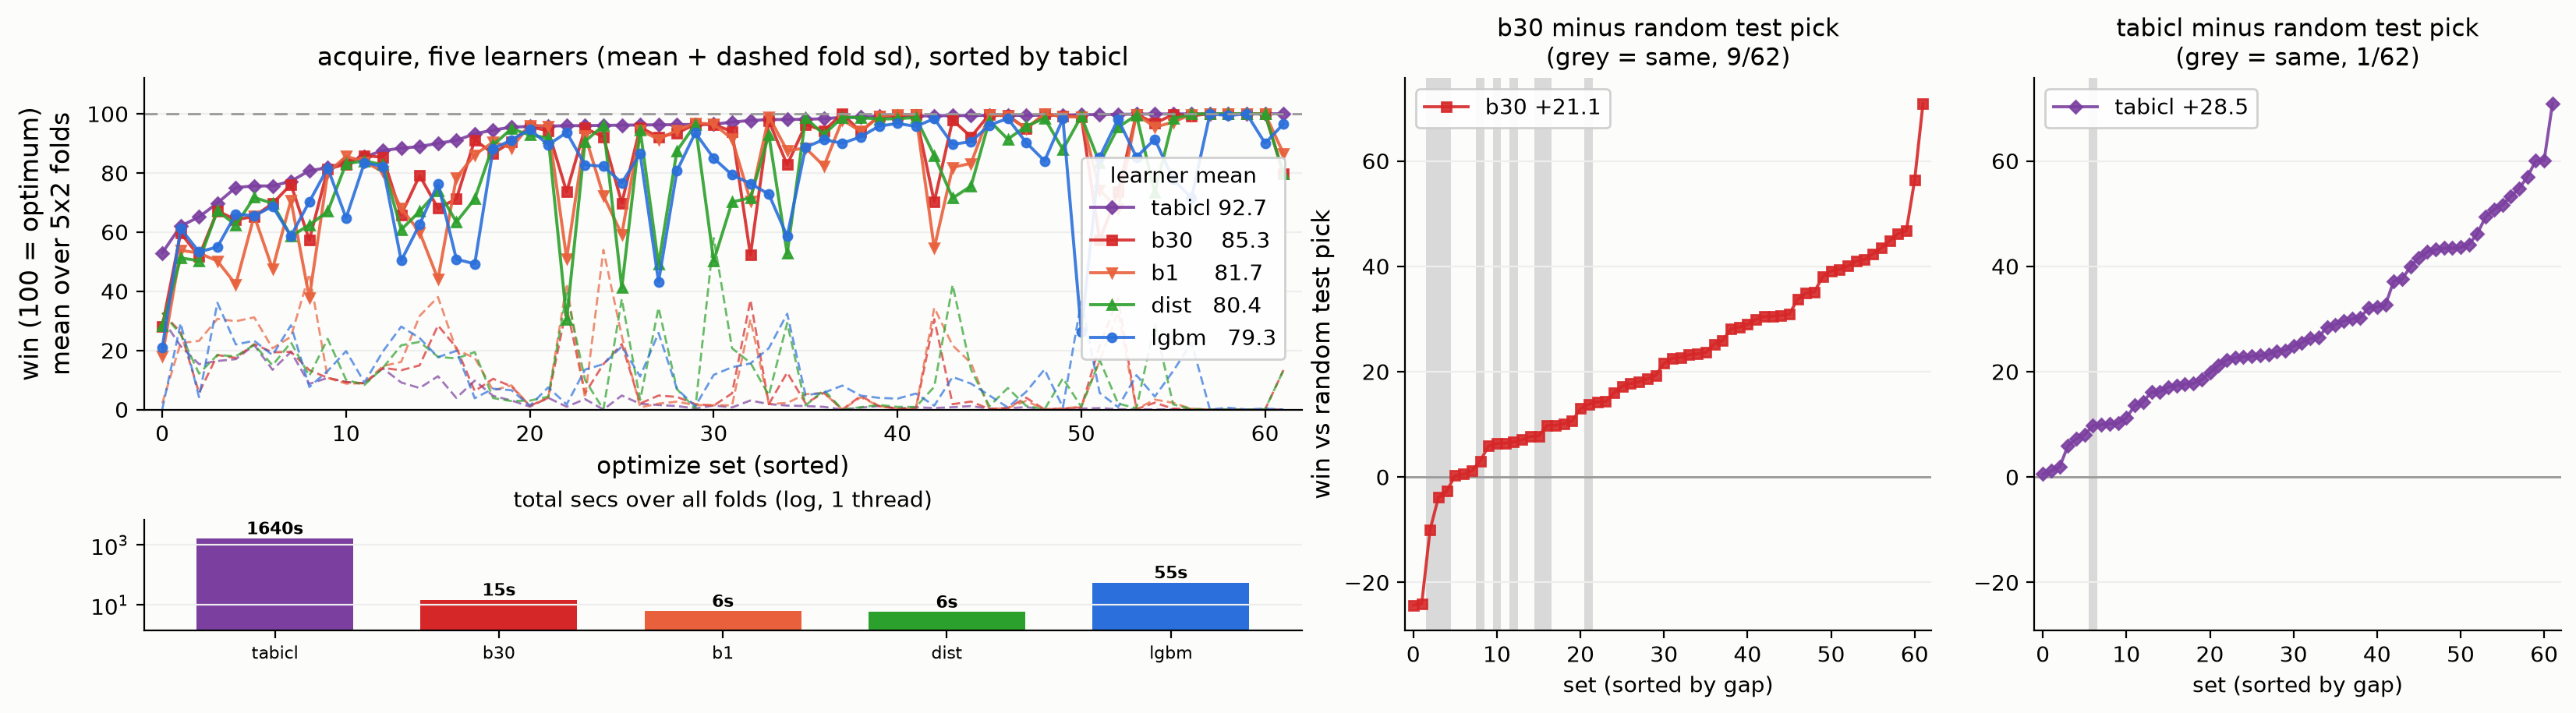 acquire, five learners (mean + dashed fold sd), sorted by tabicl
win (100 = optimum)
mean over 5x2 folds
100
80
60
40
20
0
0 10 20 30 40 50 60
optimize set (sorted)
learner mean
tabicl 92.7
b30 85.3
b1 81.7
dist 80.4
lgbm 79.3
total secs over all folds (log, 1 thread)
10³
10¹
1640s
15s
6s
6s
55s
tabicl b30 b1 dist lgbm
b30 minus random test pick
(grey = same, 9/62)
b30 +21.1
win vs random test pick
60
40
20
0
−20
0 10 20 30 40 50 60
set (sorted by gap)
tabicl minus random test pick
(grey = same, 1/62)
tabicl +28.5
60
40
20
0
−20
0 10 20 30 40 50 60
set (sorted by gap)